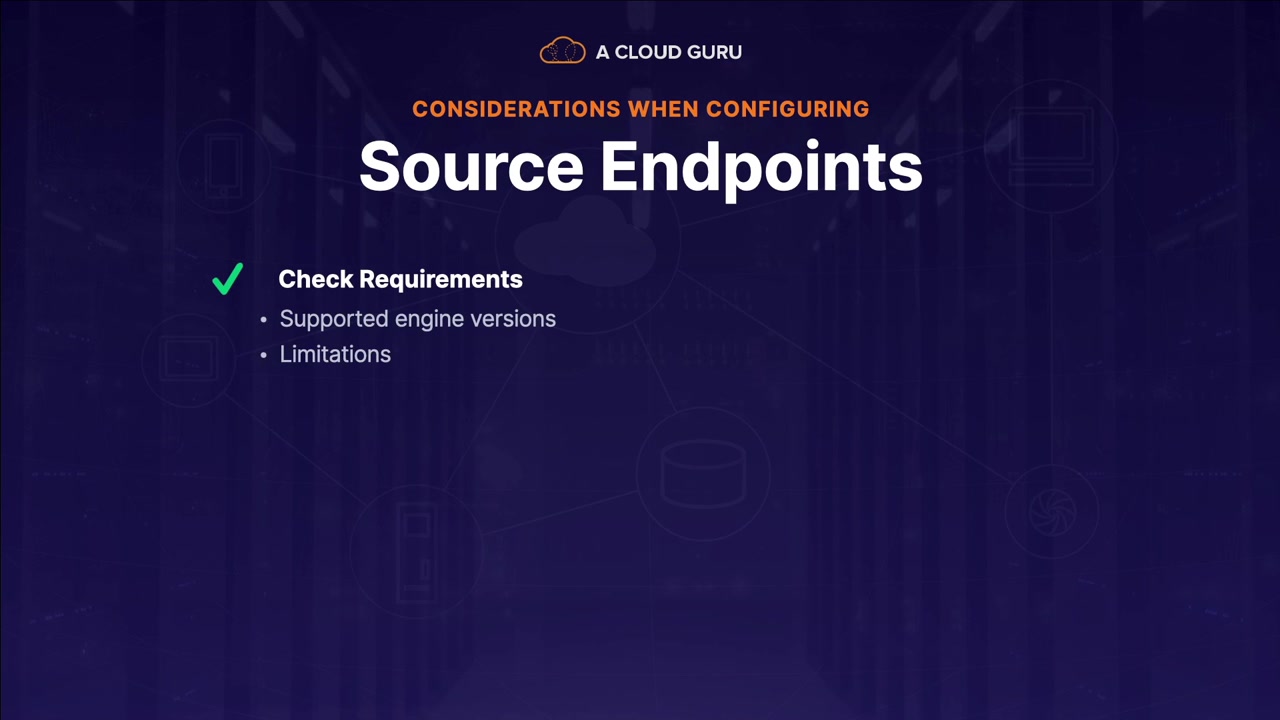 A CLOUD GURU
CONSIDERATIONS WHEN CONFIGURING
Source Endpoints
Check Requirements
• Supported engine versions
• Limitations